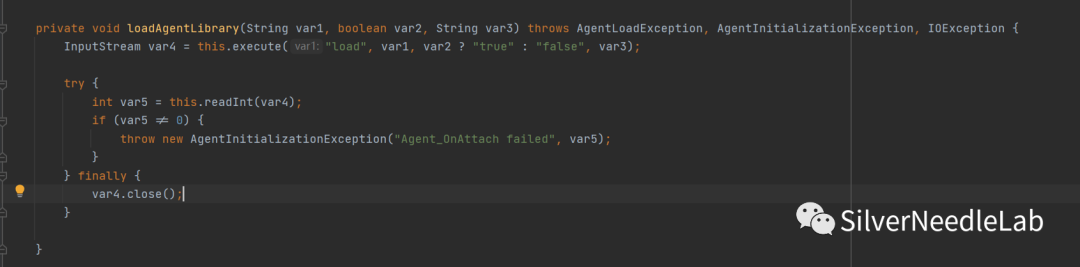 private void loadAgentLibrary(String var1, boolean var2, String var3) throws AgentLoadException, AgentInitializationException, IOException {
    InputStream var4 = this.execute( var1: "load", var1, var2 ? "true" : "false", var3);
    try {
        int var5 = this.readInt(var4);
        if (var5 ≠ 0) {
            throw new AgentInitializationException("Agent_OnAttach failed", var5);
        }
    } finally {
        var4.close();
    }
}
SilverNeedleLab